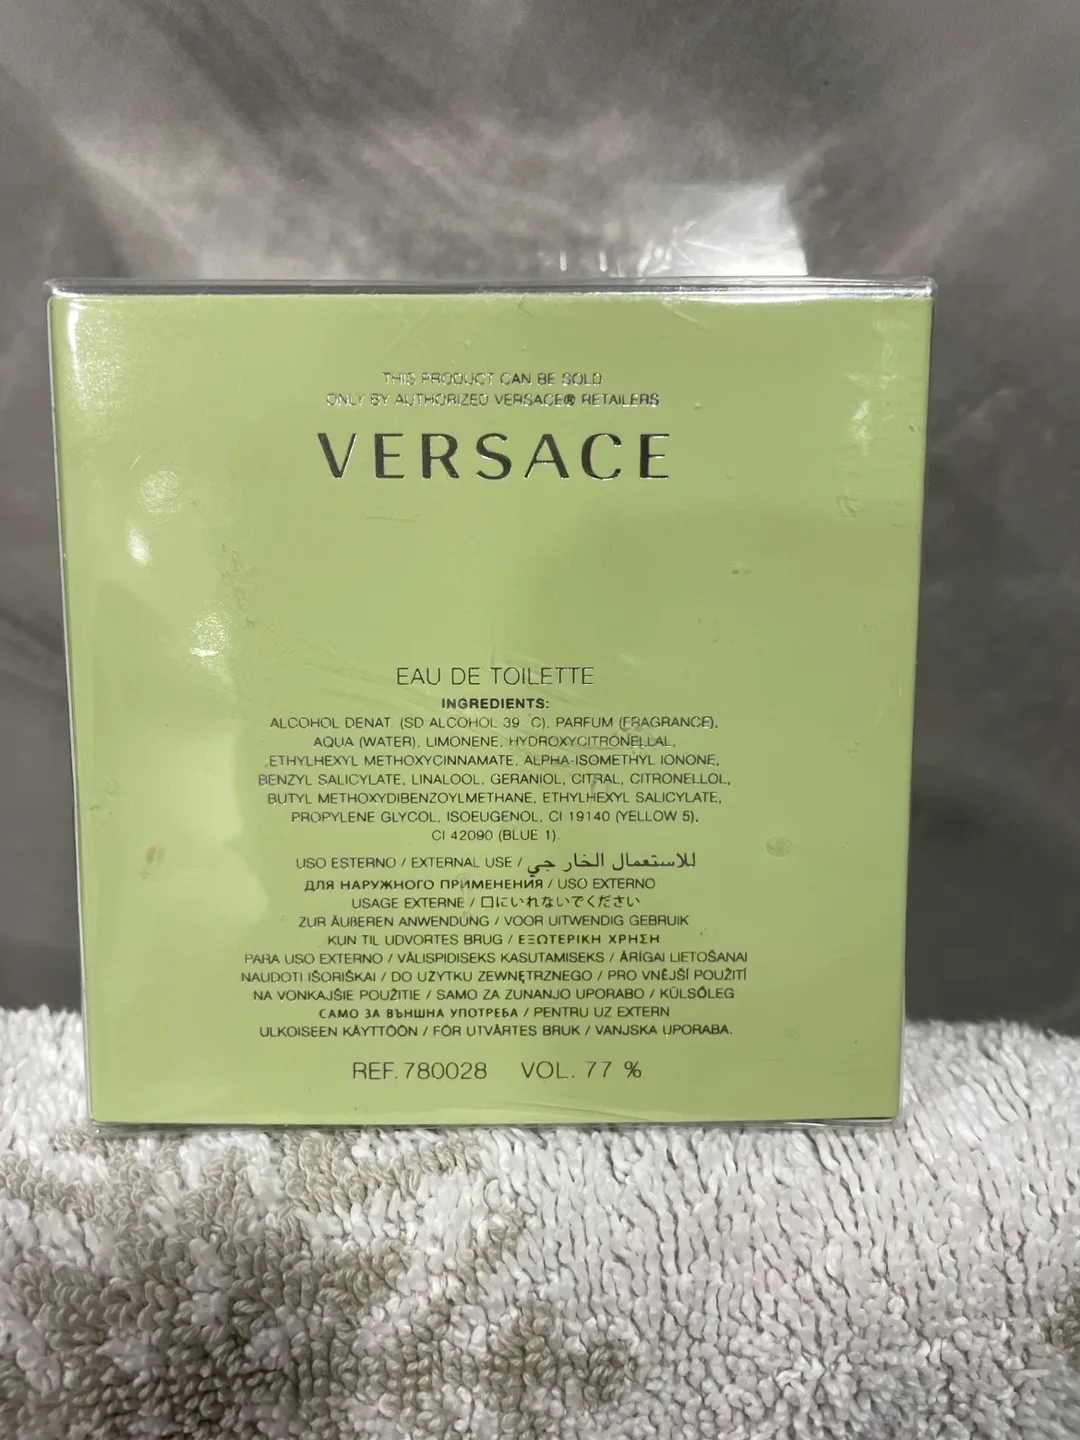 THIS PRODUCT CAN BE SOLD
ONLY BY AUTHORIZED VERSACE® RETAILERS
VERSACE
EAU DE TOILETTE
INGREDIENTS:
ALCOHOL DENAT. (SD ALCOHOL 39 C), PARFUM (FRAGRANCE),
AQUA (WATER), LIMONENE, HYDROXYCITRONELLAL,
ETHYLHEXYL METHOXYCINNAMATE, ALPHA-ISOMETHYL IONONE,
BENZYL SALICYLATE, LINALOOL, GERANIOL, CITRAL, CITRONELLOL,
BUTYL METHOXYDIBENZOYLMETHANE, ETHYLHEXYL SALICYLATE,
PROPYLENE GLYCOL, ISOEUGENOL, CI 19140 (YELLOW 5),
CI 42090 (BLUE 1).
USO ESTERNO / EXTERNAL USE / للاستعمال الخارجي
ДЛЯ НАРУЖНОГО ПРИМЕНЕНИЯ / USO EXTERNO
USAGE EXTERNE / 口にいれないでください
ZUR ÄUßEREN ANWENDUNG / VOOR UITWENDIG GEBRUIK
KUN TIL UDVORTES BRUG / ΕΞΩΤΕΡΙΚΗ ΧΡΗΣΗ
PARA USO EXTERNO / VÄLISPIDISEKS KASUTAMISEKS / ĀRĪGAI LIETOŠANAI
NAUDOTI IŠORIŠKAI / DO UŻYTKU ZEWNĘTRZNEGO / PRO VNĚJŠÍ POUŽITÍ
NA VONKAJŠIE POUŽITIE / SAMO ZA ZUNANJO UPORABO / KÜLSŐLEG
САМО ЗА ВЪНШНА УПОТРЕБА / PENTRU UZ EXTERN
ULKOISEEN KÄYTTÖÖN / FÖR UTVÄRTES BRUK / VANJSKA UPORABA.
REF. 780028 VOL. 77 %